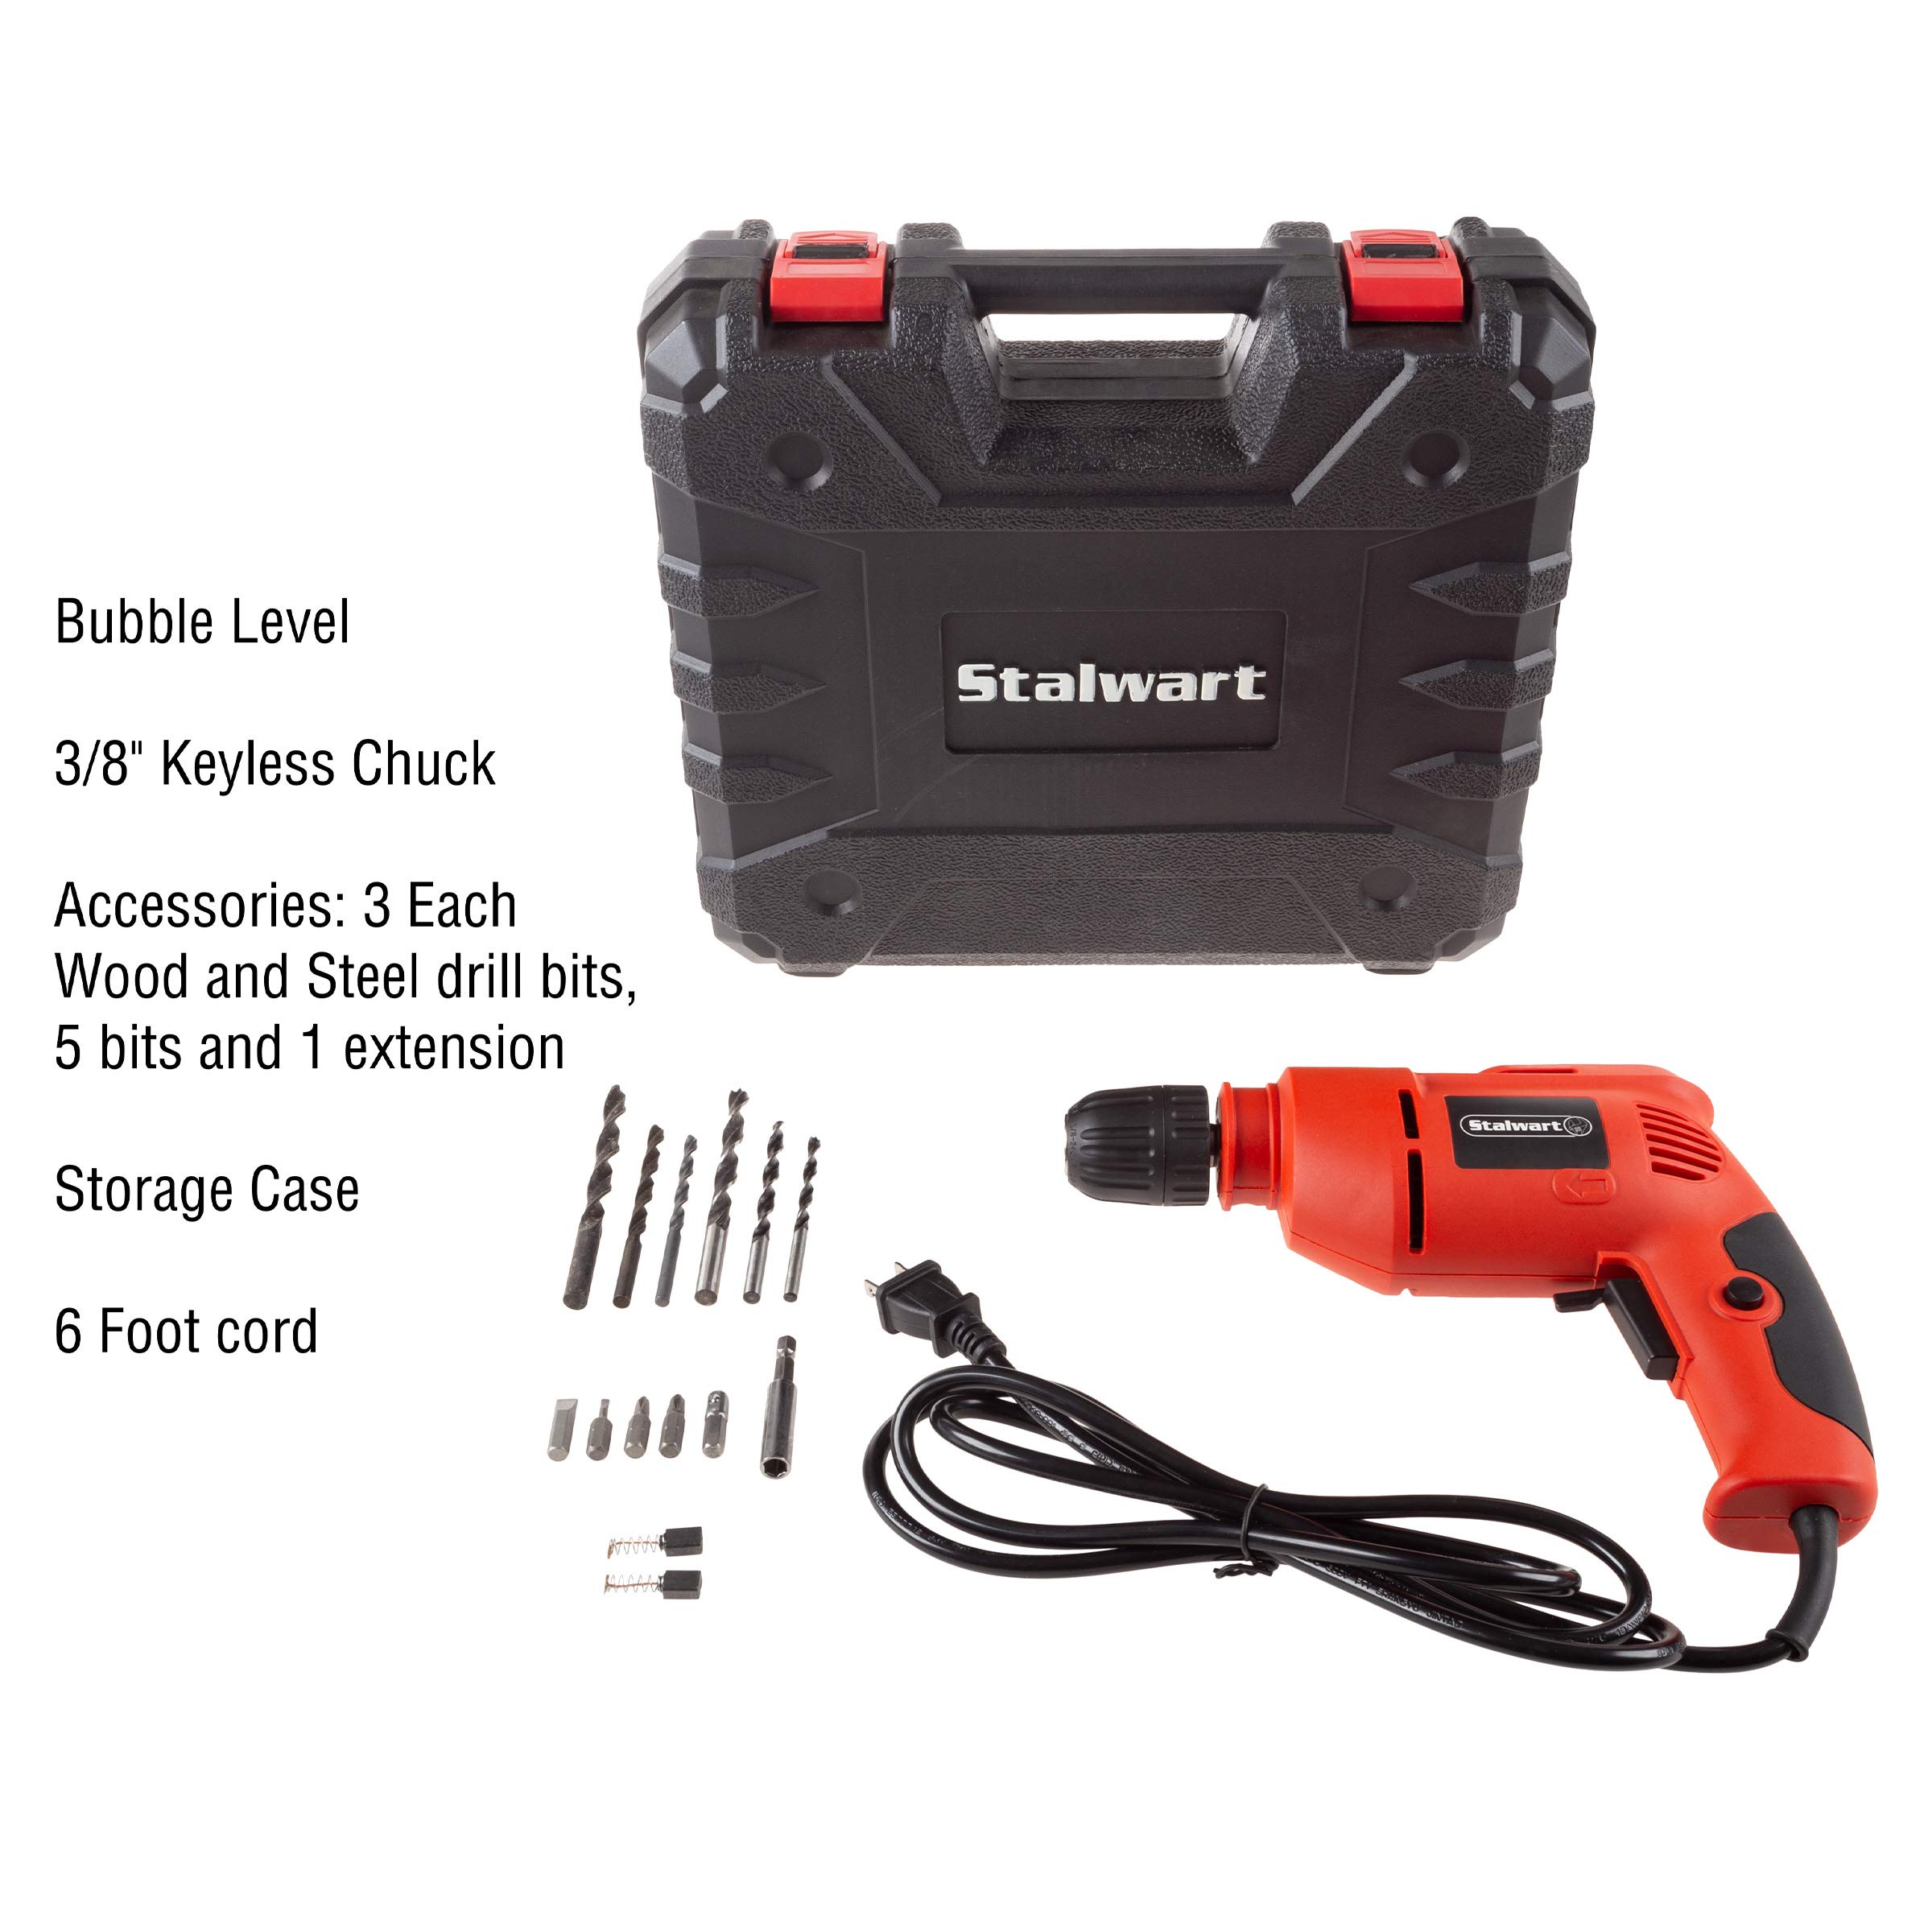 Bubble Level
3/8" Keyless Chuck
Accessories: 3 Each
Wood and Steel drill bits,
5 bits and 1 extension
Storage Case
6 Foot cord
Stalwart
Stalwart